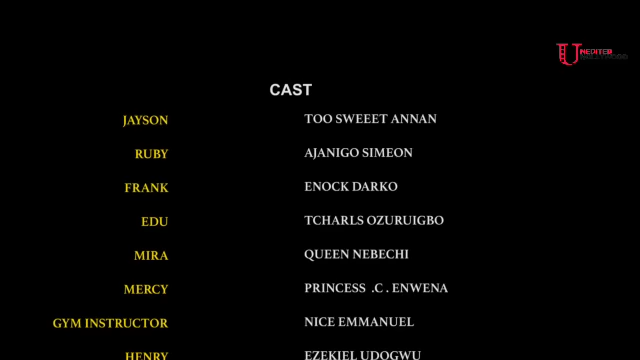 UNEDITED
CAST
JAYSON TOO SWEEET ANNAN
RUBY AJANIGO SIMEON
FRANK ENOCK DARKO
EDU TCHARLS OZURUIGBO
MIRA QUEEN NEBECHI
MERCY PRINCESS .C . ENWENA
GYM INSTRUCTOR NICE EMMANUEL
HENRY EZEKIEL UDOGWU